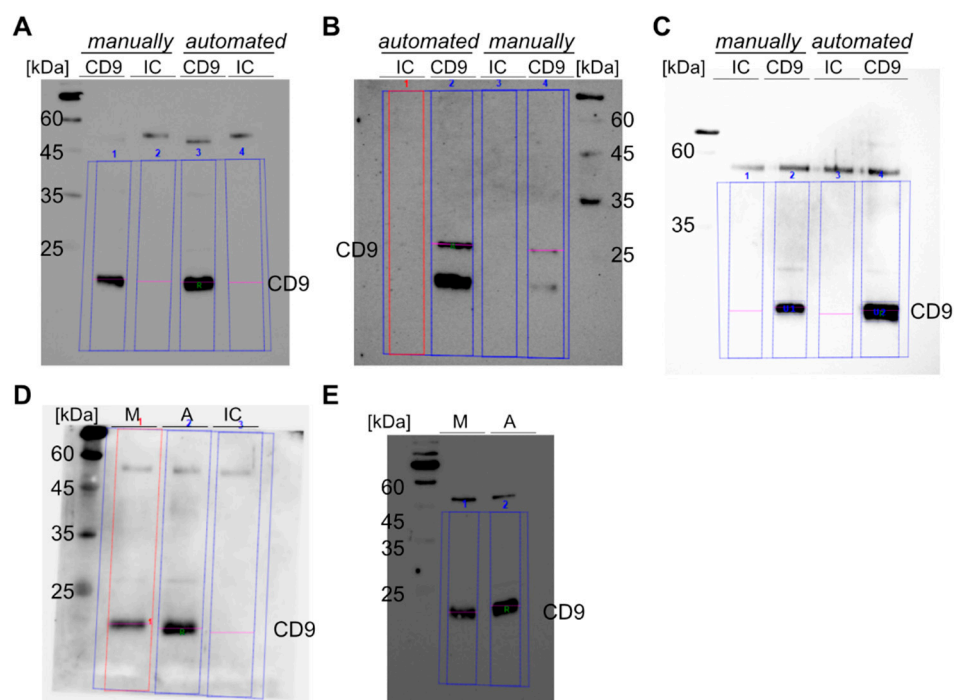 A
manually automated
[kDa] CD9 IC CD9 IC
60
45
35
25
1 2 3 4
R
CD9
B
automated manually
IC CD9 IC CD9 [kDa]
1 2 3 4
60
45
35
25
CD9
C
manually automated
[kDa] IC CD9 IC CD9
60
35
1 2 3 4
CD9
D
[kDa] M A IC
1 2 3
60
45
35
25
1
R
CD9
E
[kDa] M A
60
45
35
25
1 2
R
CD9